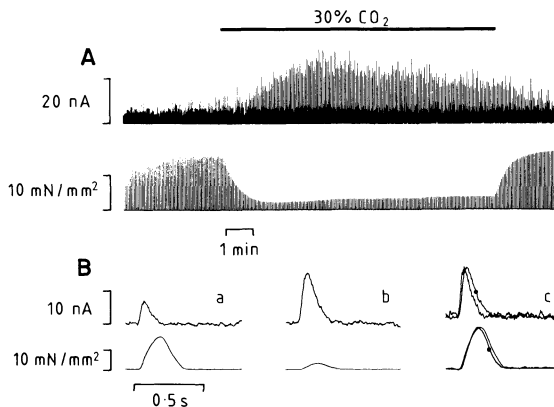 30% CO₂
A
20 nA
10 mN/mm²
1 min
B
a
b
c
10 nA
10 mN/mm²
0·5 s